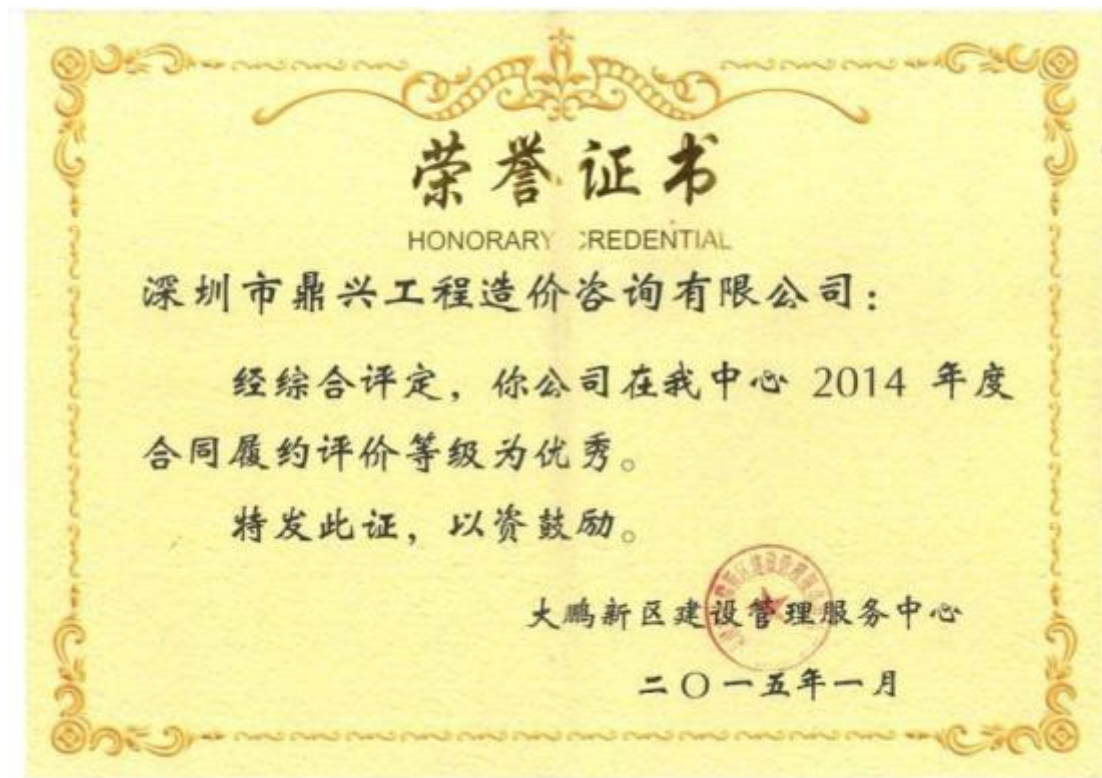 荣誉证书
HONORARY CREDENTIAL
深圳市鼎兴工程造价咨询有限公司：
经综合评定，你公司在我中心 2014 年度
合同履约评价等级为优秀。
特发此证，以资鼓励。
大鹏新区建设管理服务中心
二〇一五年一月